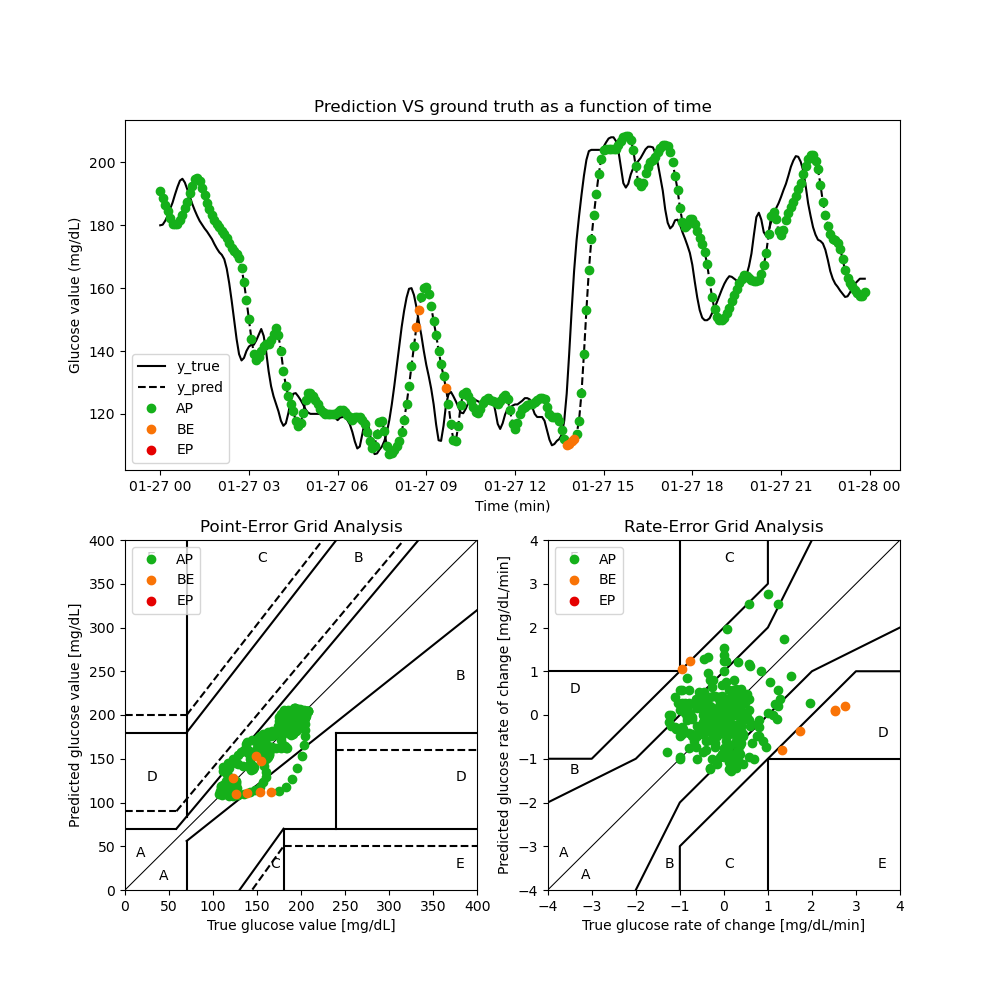 Prediction VS ground truth as a function of time
Glucose value (mg/dL)
200
180
160
140
120
y_true
y_pred
AP
BE
EP
01-27 00 01-27 03 01-27 06 01-27 09 01-27 12 01-27 15 01-27 18 01-27 21 01-28 00
Time (min)
Point-Error Grid Analysis
Predicted glucose value [mg/dl]
400
350
300
250
200
150
100
50
0
AP
BE
EP
C
B
B
D
D
A
A
C
E
0 50 100 150 200 250 300 350 400
True glucose value [mg/dL]
Rate-Error Grid Analysis
Predicted glucose rate of change [mg/dL/min]
4
3
2
1
0
−1
−2
−3
−4
AP
BE
EP
C
D
D
B
A
A
B
C
E
−4 −3 −2 −1 0 1 2 3 4
True glucose rate of change [mg/dL/min]